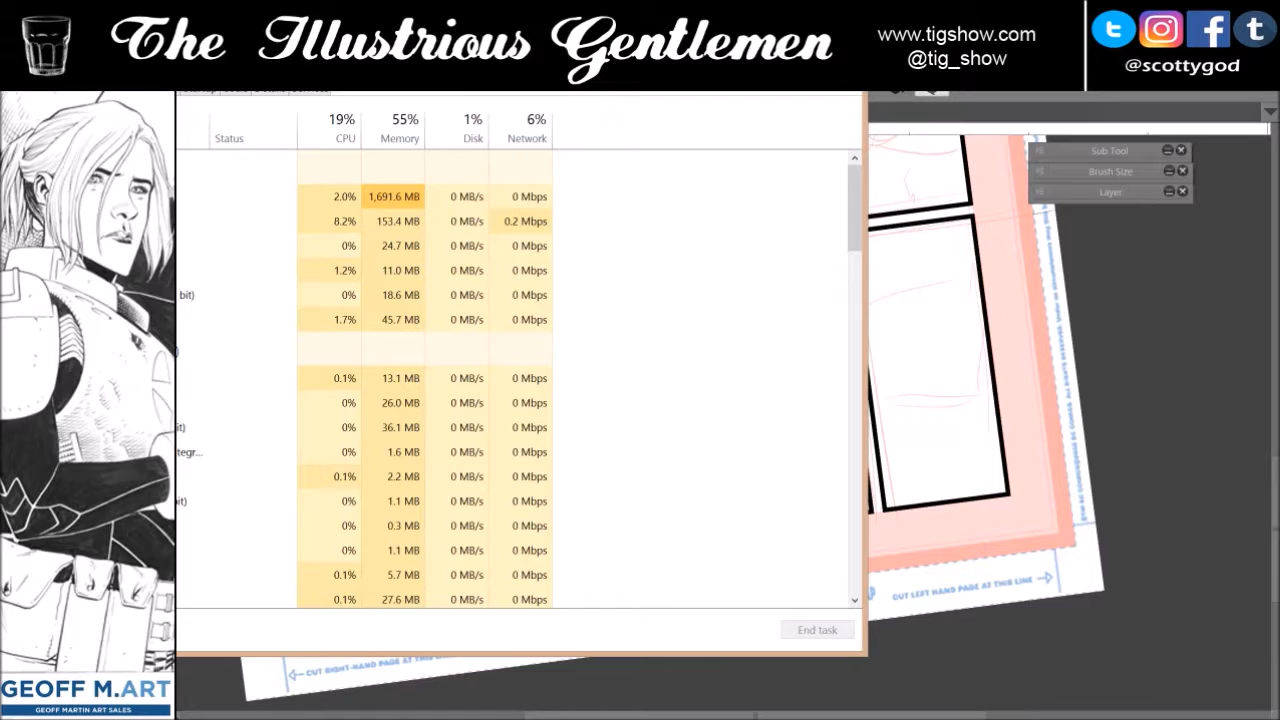 The Illustrious Gentlemen
www.tigshow.com
@tig_show
@scottygod
19% 55% 1% 6%
Status CPU Memory Disk Network
2.0% 1,691.6 MB 0 MB/s 0 Mbps
8.2% 153.4 MB 0 MB/s 0.2 Mbps
0% 24.7 MB 0 MB/s 0 Mbps
1.2% 11.0 MB 0 MB/s 0 Mbps
bit) 0% 18.6 MB 0 MB/s 0 Mbps
1.7% 45.7 MB 0 MB/s 0 Mbps
0.1% 13.1 MB 0 MB/s 0 Mbps
0% 26.0 MB 0 MB/s 0 Mbps
it) 0% 36.1 MB 0 MB/s 0 Mbps
tegr... 0% 1.6 MB 0 MB/s 0 Mbps
0.1% 2.2 MB 0 MB/s 0 Mbps
it) 0% 1.1 MB 0 MB/s 0 Mbps
0% 0.3 MB 0 MB/s 0 Mbps
0% 1.1 MB 0 MB/s 0 Mbps
0.1% 5.7 MB 0 MB/s 0 Mbps
0.1% 27.6 MB 0 MB/s 0 Mbps
End task
Sub Tool
Brush Size
Layer
CUT LEFT HAND PAGE AT THIS LINE
CUT RIGHT-HAND PAGE AT THIS
GEOFF M.ART
GEOFF MARTIN ART SALES